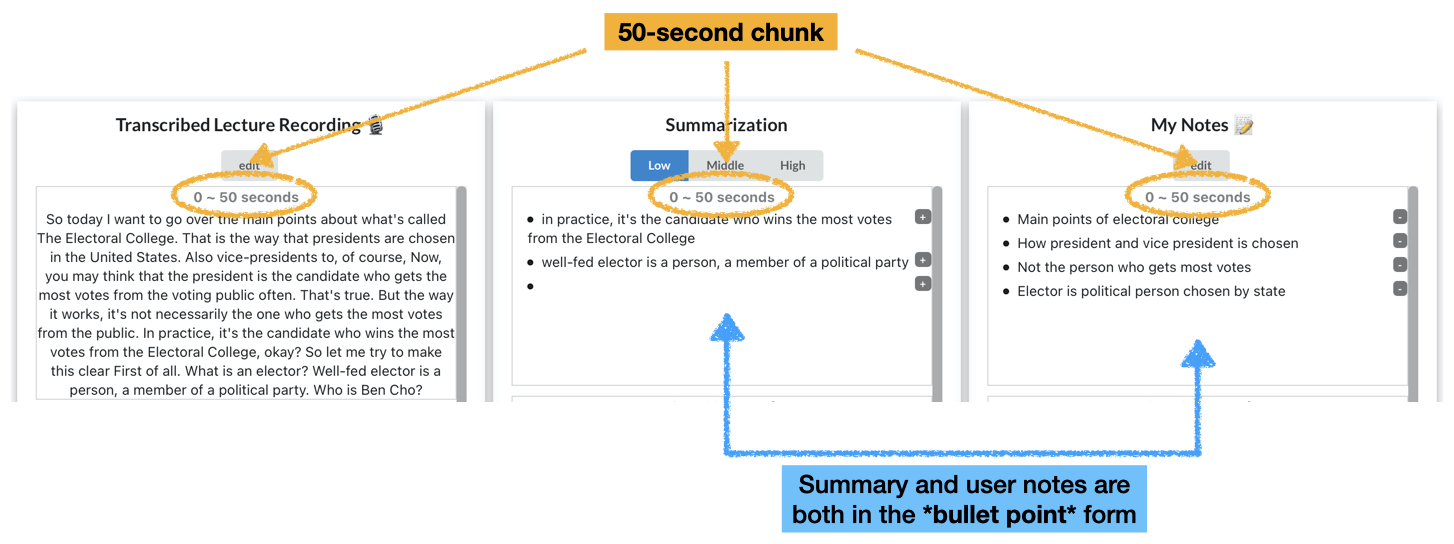 50-second chunk
Transcribed Lecture Recording
edit
0 ~ 50 seconds
So today I want to go over the main points about what's called
The Electoral College. That is the way that presidents are chosen
in the United States. Also vice-presidents to, of course, Now,
you may think that the president is the candidate who gets the
most votes from the voting public often. That's true. But the way
it works, it's not necessarily the one who gets the most votes
from the public. In practice, it's the candidate who wins the most
votes from the Electoral College, okay? So let me try to make
this clear First of all. What is an elector? Well-fed elector is a
person, a member of a political party. Who is Ben Cho?
Summarization
Low Middle High
0 ~ 50 seconds
• in practice, it's the candidate who wins the most votes +
from the Electoral College
• well-fed elector is a person, a member of a political party +
• +
My Notes
edit
0 ~ 50 seconds
• Main points of electoral college -
• How president and vice president is chosen -
• Not the person who gets most votes -
• Elector is political person chosen by state -
Summary and user notes are
both in the *bullet point* form